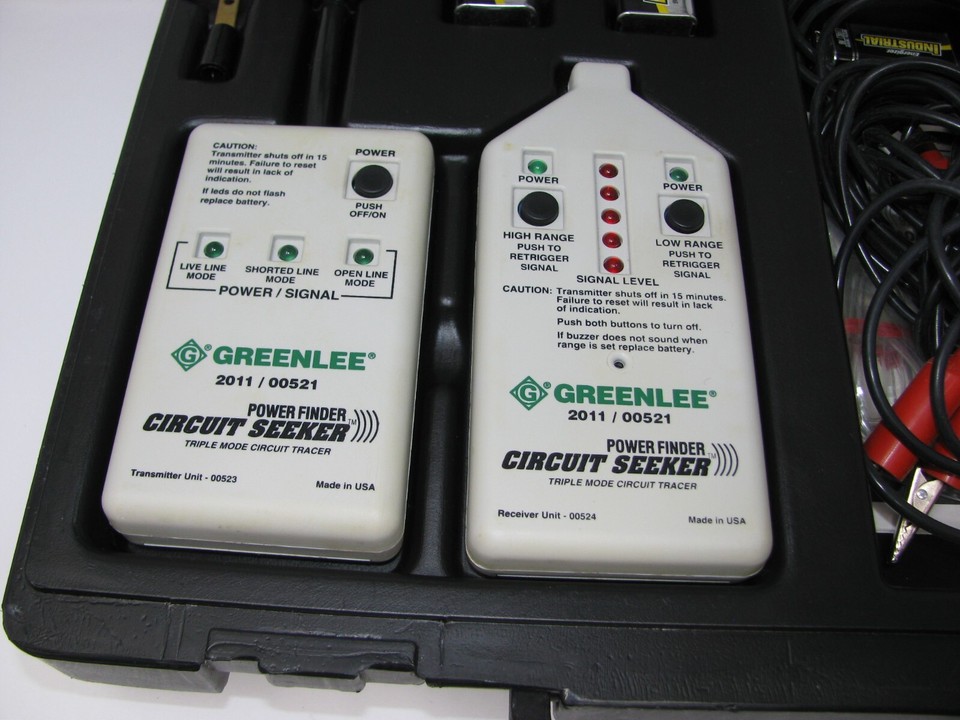 CAUTION:
Transmitter shuts off in 15
minutes. Failure to reset
will result in lack of
indication.
If leds do not flash
replace battery.
POWER
PUSH
OFF/ON
LIVE LINE
MODE
SHORTED LINE
MODE
OPEN LINE
MODE
POWER / SIGNAL
G® GREENLEE®
2011 / 00521
POWER FINDER
CIRCUIT SEEKER™
TRIPLE MODE CIRCUIT TRACER
Transmitter Unit - 00523
Made in USA
POWER
HIGH RANGE
PUSH TO
RETRIGGER
SIGNAL
SIGNAL LEVEL
POWER
LOW RANGE
PUSH TO
RETRIGGER
SIGNAL
CAUTION: Transmitter shuts off in 15 minutes.
Failure to reset will result in lack
of indication.
Push both buttons to turn off.
If buzzer does not sound when
range is set replace battery.
G® GREENLEE®
2011 / 00521
POWER FINDER
CIRCUIT SEEKER™
TRIPLE MODE CIRCUIT TRACER
Receiver Unit - 00524
Made in USA
Energizer
INDUSTRIAL